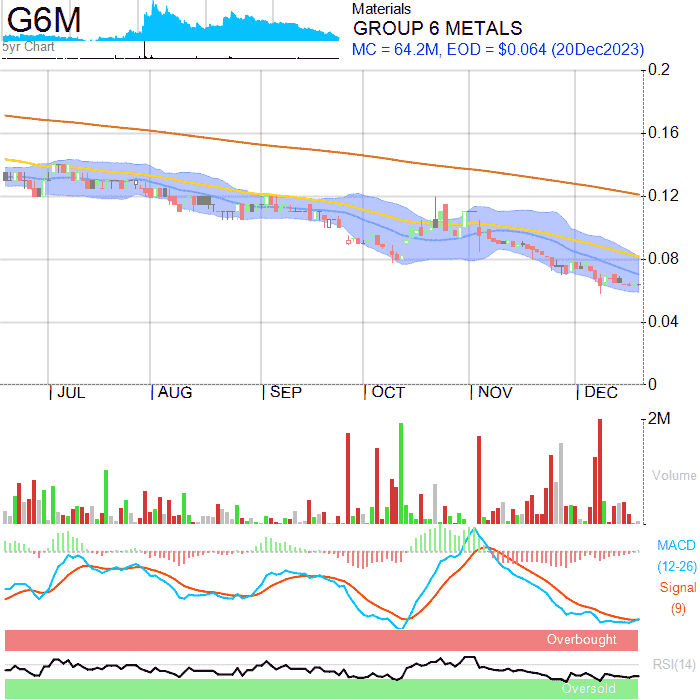 G6M
5yr Chart
Materials
GROUP 6 METALS
MC = 64.2M, EOD = $0.064 (20Dec2023)
0.2
0.16
0.12
0.08
0.04
0
JUL AUG SEP OCT NOV DEC
2M
Volume
MACD
(12-26)
Signal
(9)
Overbought
RSI(14)
Oversold